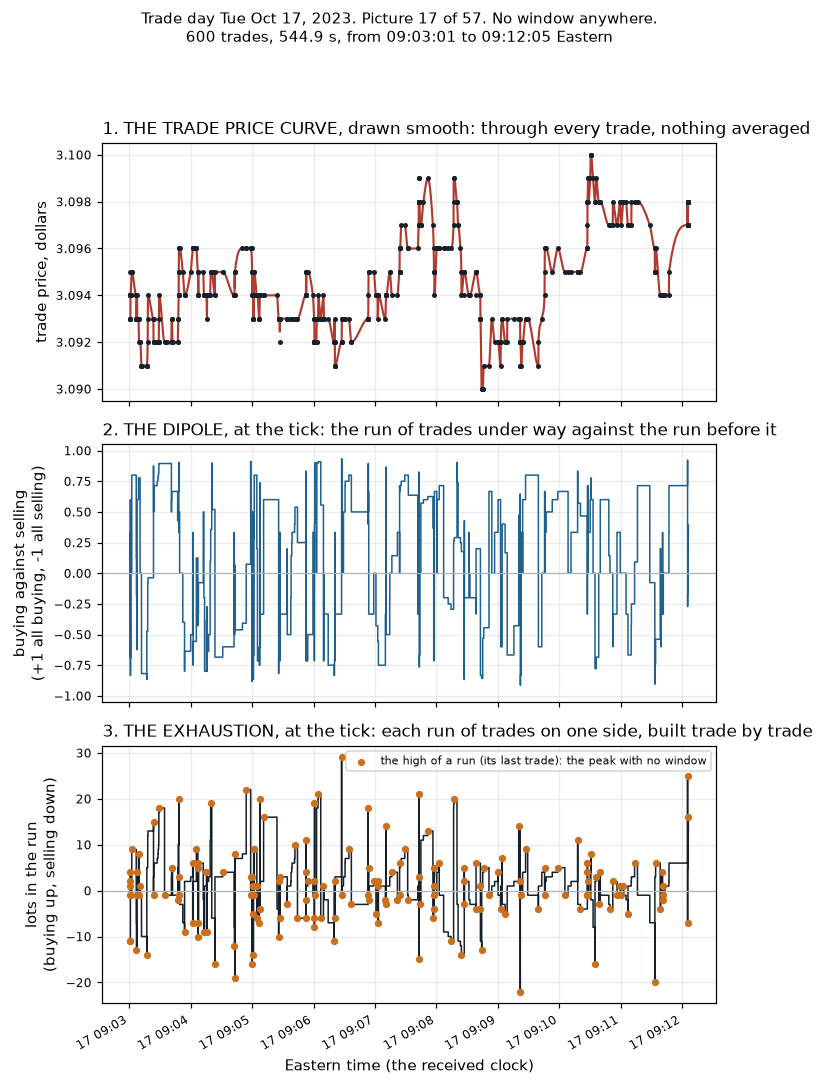 Trade day Tue Oct 17, 2023. Picture 17 of 57. No window anywhere.
600 trades, 544.9 s, from 09:03:01 to 09:12:05 Eastern
1. THE TRADE PRICE CURVE, drawn smooth: through every trade, nothing averaged
3.100
3.098
3.096
3.094
3.092
3.090
trade price, dollars
2. THE DIPOLE, at the tick: the run of trades under way against the run before it
1.00
0.75
0.50
0.25
0.00
−0.25
−0.50
−0.75
−1.00
buying against selling
(+1 all buying, -1 all selling)
3. THE EXHAUSTION, at the tick: each run of trades on one side, built trade by trade
the high of a run (its last trade): the peak with no window
30
20
10
0
−10
−20
lots in the run
(buying up, selling down)
17 09:03
17 09:04
17 09:05
17 09:06
17 09:07
17 09:08
17 09:09
17 09:10
17 09:11
17 09:12
Eastern time (the received clock)